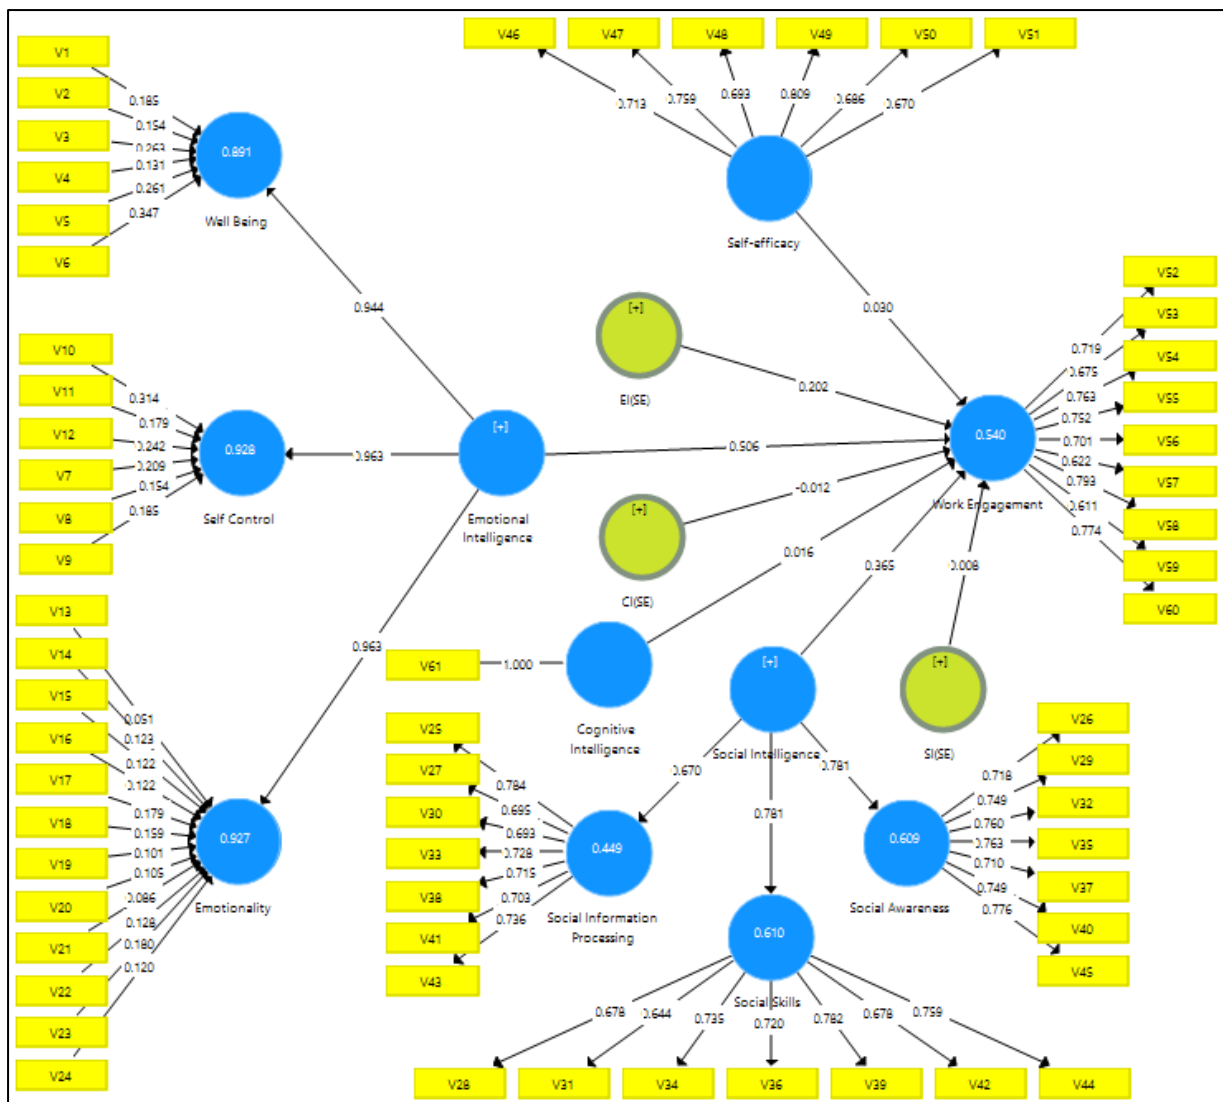 V46
V47
V48
V49
V50
V51
0.713
0.759
0.693
0.809
0.686
0.670
Self-efficacy
V1
V2
V3
V4
V5
V6
0.185
0.154
0.263
0.131
0.261
0.347
0.891
Well Being
0.944
0.030
[+]
EI(SE)
0.202
V10
V11
V12
V7
V8
V9
0.314
0.179
0.242
0.209
0.154
0.185
0.928
Self Control
0.963
[+]
Emotional
Intelligence
0.506
0.540
Work Engagement
V52
V53
V54
V55
V56
V57
V58
V59
V60
0.719
0.675
0.763
0.752
0.701
0.622
0.793
0.611
0.774
[+]
CI(SE)
-0.012
0.016
0.365
[+]
SI(SE)
0.963
V13
V14
V15
V16
V17
V18
V19
V20
V21
V22
V23
V24
0.051
0.123
0.122
0.122
0.179
0.159
0.101
0.105
0.086
0.128
0.180
0.120
0.927
Emotionality
V61
1.000
Cognitive
Intelligence
[+]
Social Intelligence
0.670
0.781
0.781
V25
V27
V30
V33
V38
V41
V43
0.784
0.695
0.693
0.728
0.715
0.703
0.736
0.449
Social Information
Processing
0.609
Social Awareness
V26
V29
V32
V35
V37
V40
V45
0.718
0.749
0.760
0.763
0.710
0.749
0.776
0.610
Social Skills
0.678
0.644
0.735
0.720
0.782
0.678
0.759
V28
V31
V34
V36
V39
V42
V44